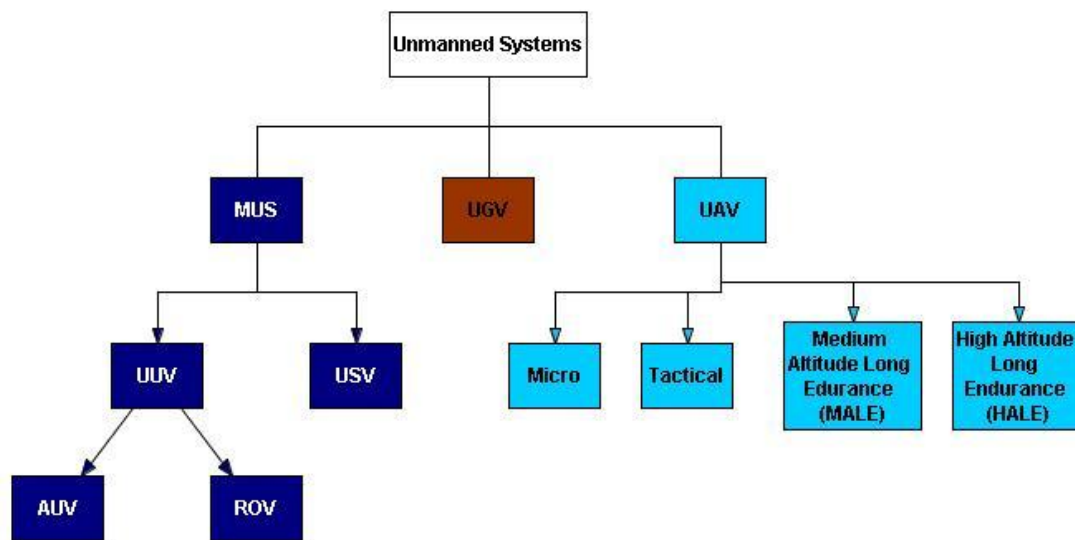 Unmanned Systems
MUS
UGV
UAV
UUV
USV
Micro
Tactical
Medium
Altitude Long
Edurance
(MALE)
High Altitude
Long
Endurance
(HALE)
AUV
ROV